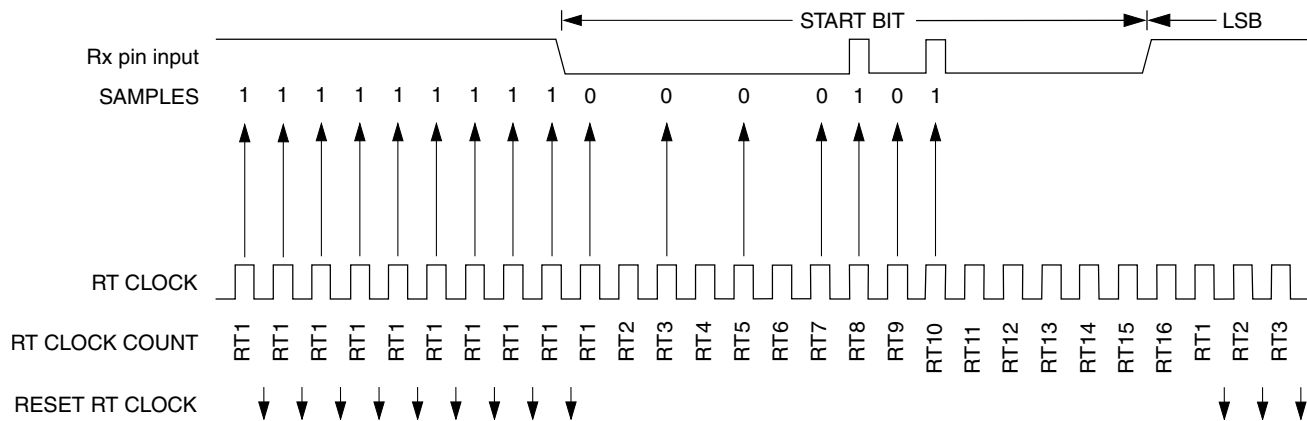 START BIT LSB
Rx pin input
SAMPLES 1 1 1 1 1 1 1 1 1 0 0 0 0 1 0 1
RT CLOCK
RT CLOCK COUNT RT1 RT1 RT1 RT1 RT1 RT1 RT1 RT1 RT1 RT1 RT2 RT3 RT4 RT5 RT6 RT7 RT8 RT9 RT10 RT11 RT12 RT13 RT14 RT15 RT16 RT1 RT2 RT3
RESET RT CLOCK